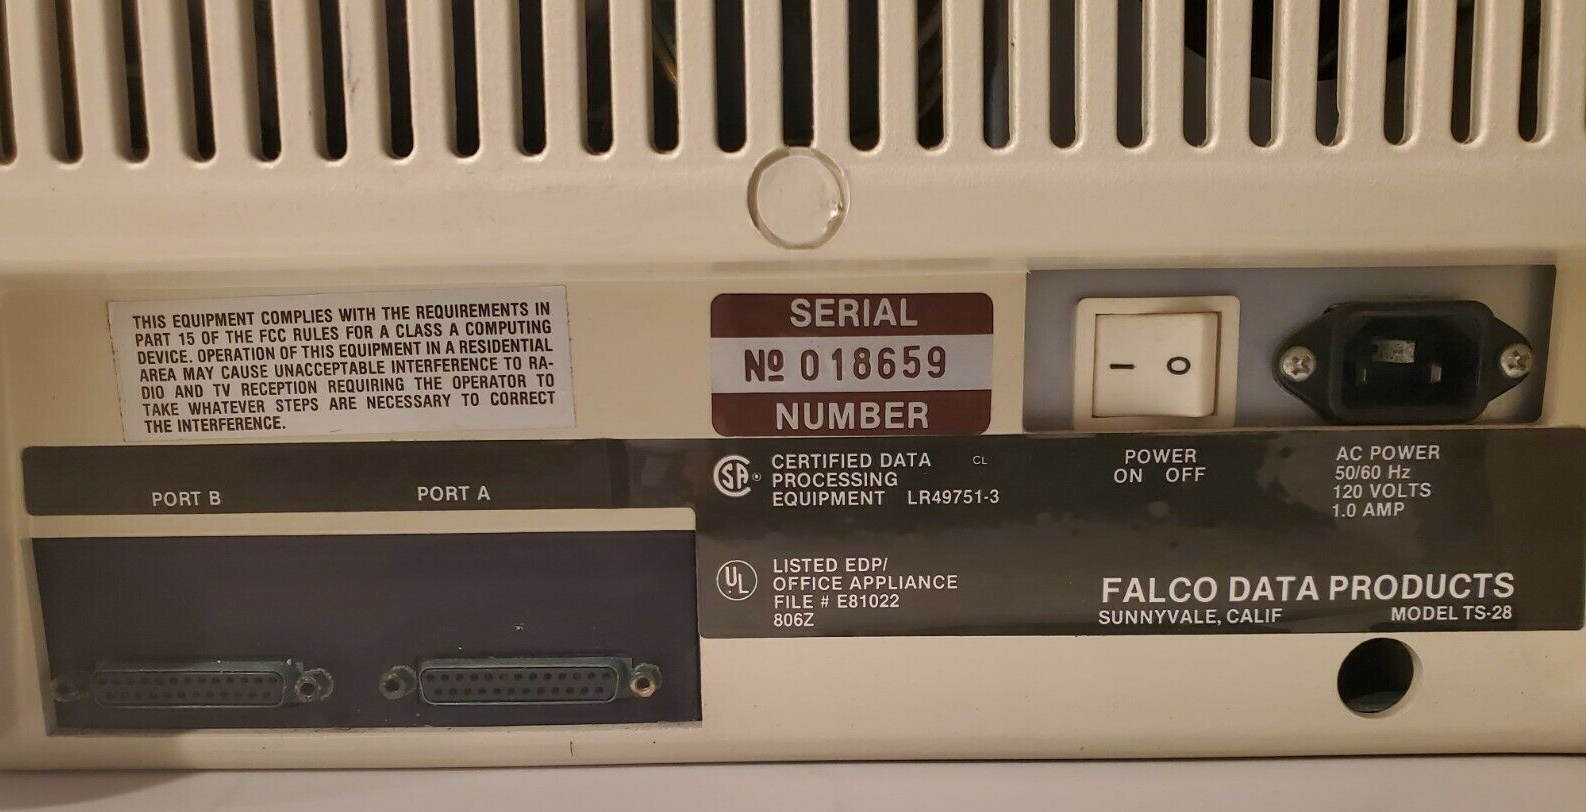 THIS EQUIPMENT COMPLIES WITH THE REQUIREMENTS IN
PART 15 OF THE FCC RULES FOR A CLASS A COMPUTING
DEVICE. OPERATION OF THIS EQUIPMENT IN A RESIDENTIAL
AREA MAY CAUSE UNACCEPTABLE INTERFERENCE TO RA-
DIO AND TV RECEPTION REQUIRING THE OPERATOR TO
TAKE WHATEVER STEPS ARE NECESSARY TO CORRECT
THE INTERFERENCE.
SERIAL
Nº 018659
NUMBER
I O
POWER
ON OFF
AC POWER
50/60 Hz
120 VOLTS
1.0 AMP
PORT B
PORT A
SA ®
CERTIFIED DATA CL
PROCESSING
EQUIPMENT LR49751-3
UL
LISTED EDP/
OFFICE APPLIANCE
FILE # E81022
806Z
FALCO DATA PRODUCTS
SUNNYVALE, CALIF MODEL TS-28